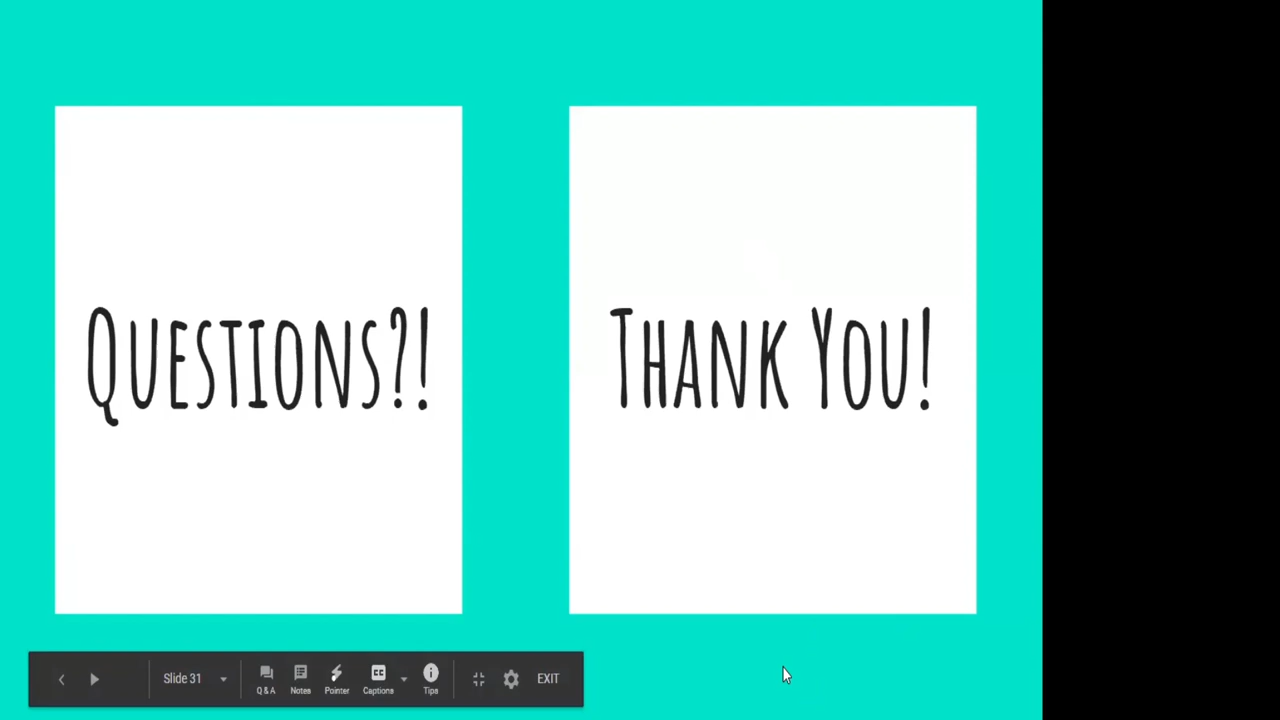 Questions?!
Thank You!
Slide 31
Q & A
Notes
Pointer
Captions
Tips
EXIT